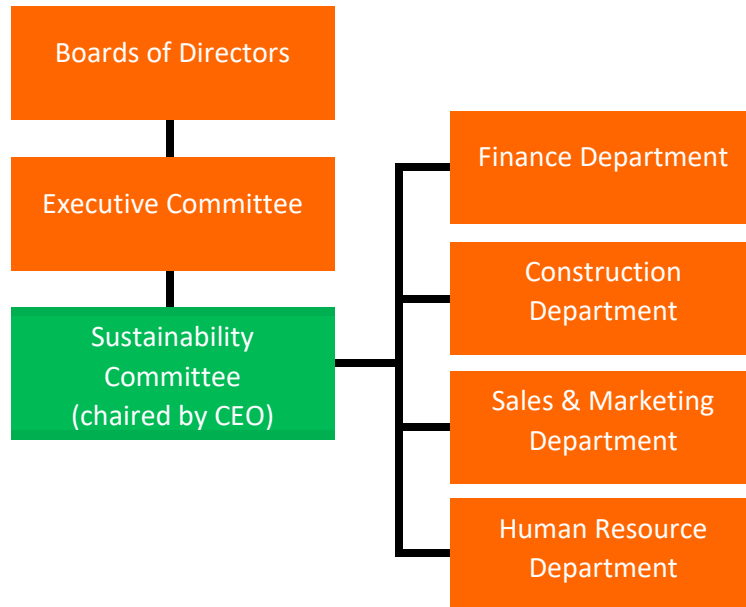 Boards of Directors
Executive Committee
Sustainability
Committee
(chaired by CEO)
Finance Department
Construction
Department
Sales & Marketing
Department
Human Resource
Department